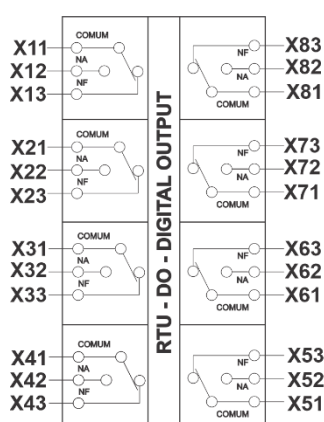 X11
COMUM
X12
NA
X13
NF
X21
COMUM
X22
NA
X23
NF
X31
COMUM
X32
NA
X33
NF
X41
COMUM
X42
NA
X43
NF
RTU - DO - DIGITAL OUTPUT
X83
NF
X82
NA
X81
COMUM
X73
NF
X72
NA
X71
COMUM
X63
NF
X62
NA
X61
COMUM
X53
NF
X52
NA
X51
COMUM